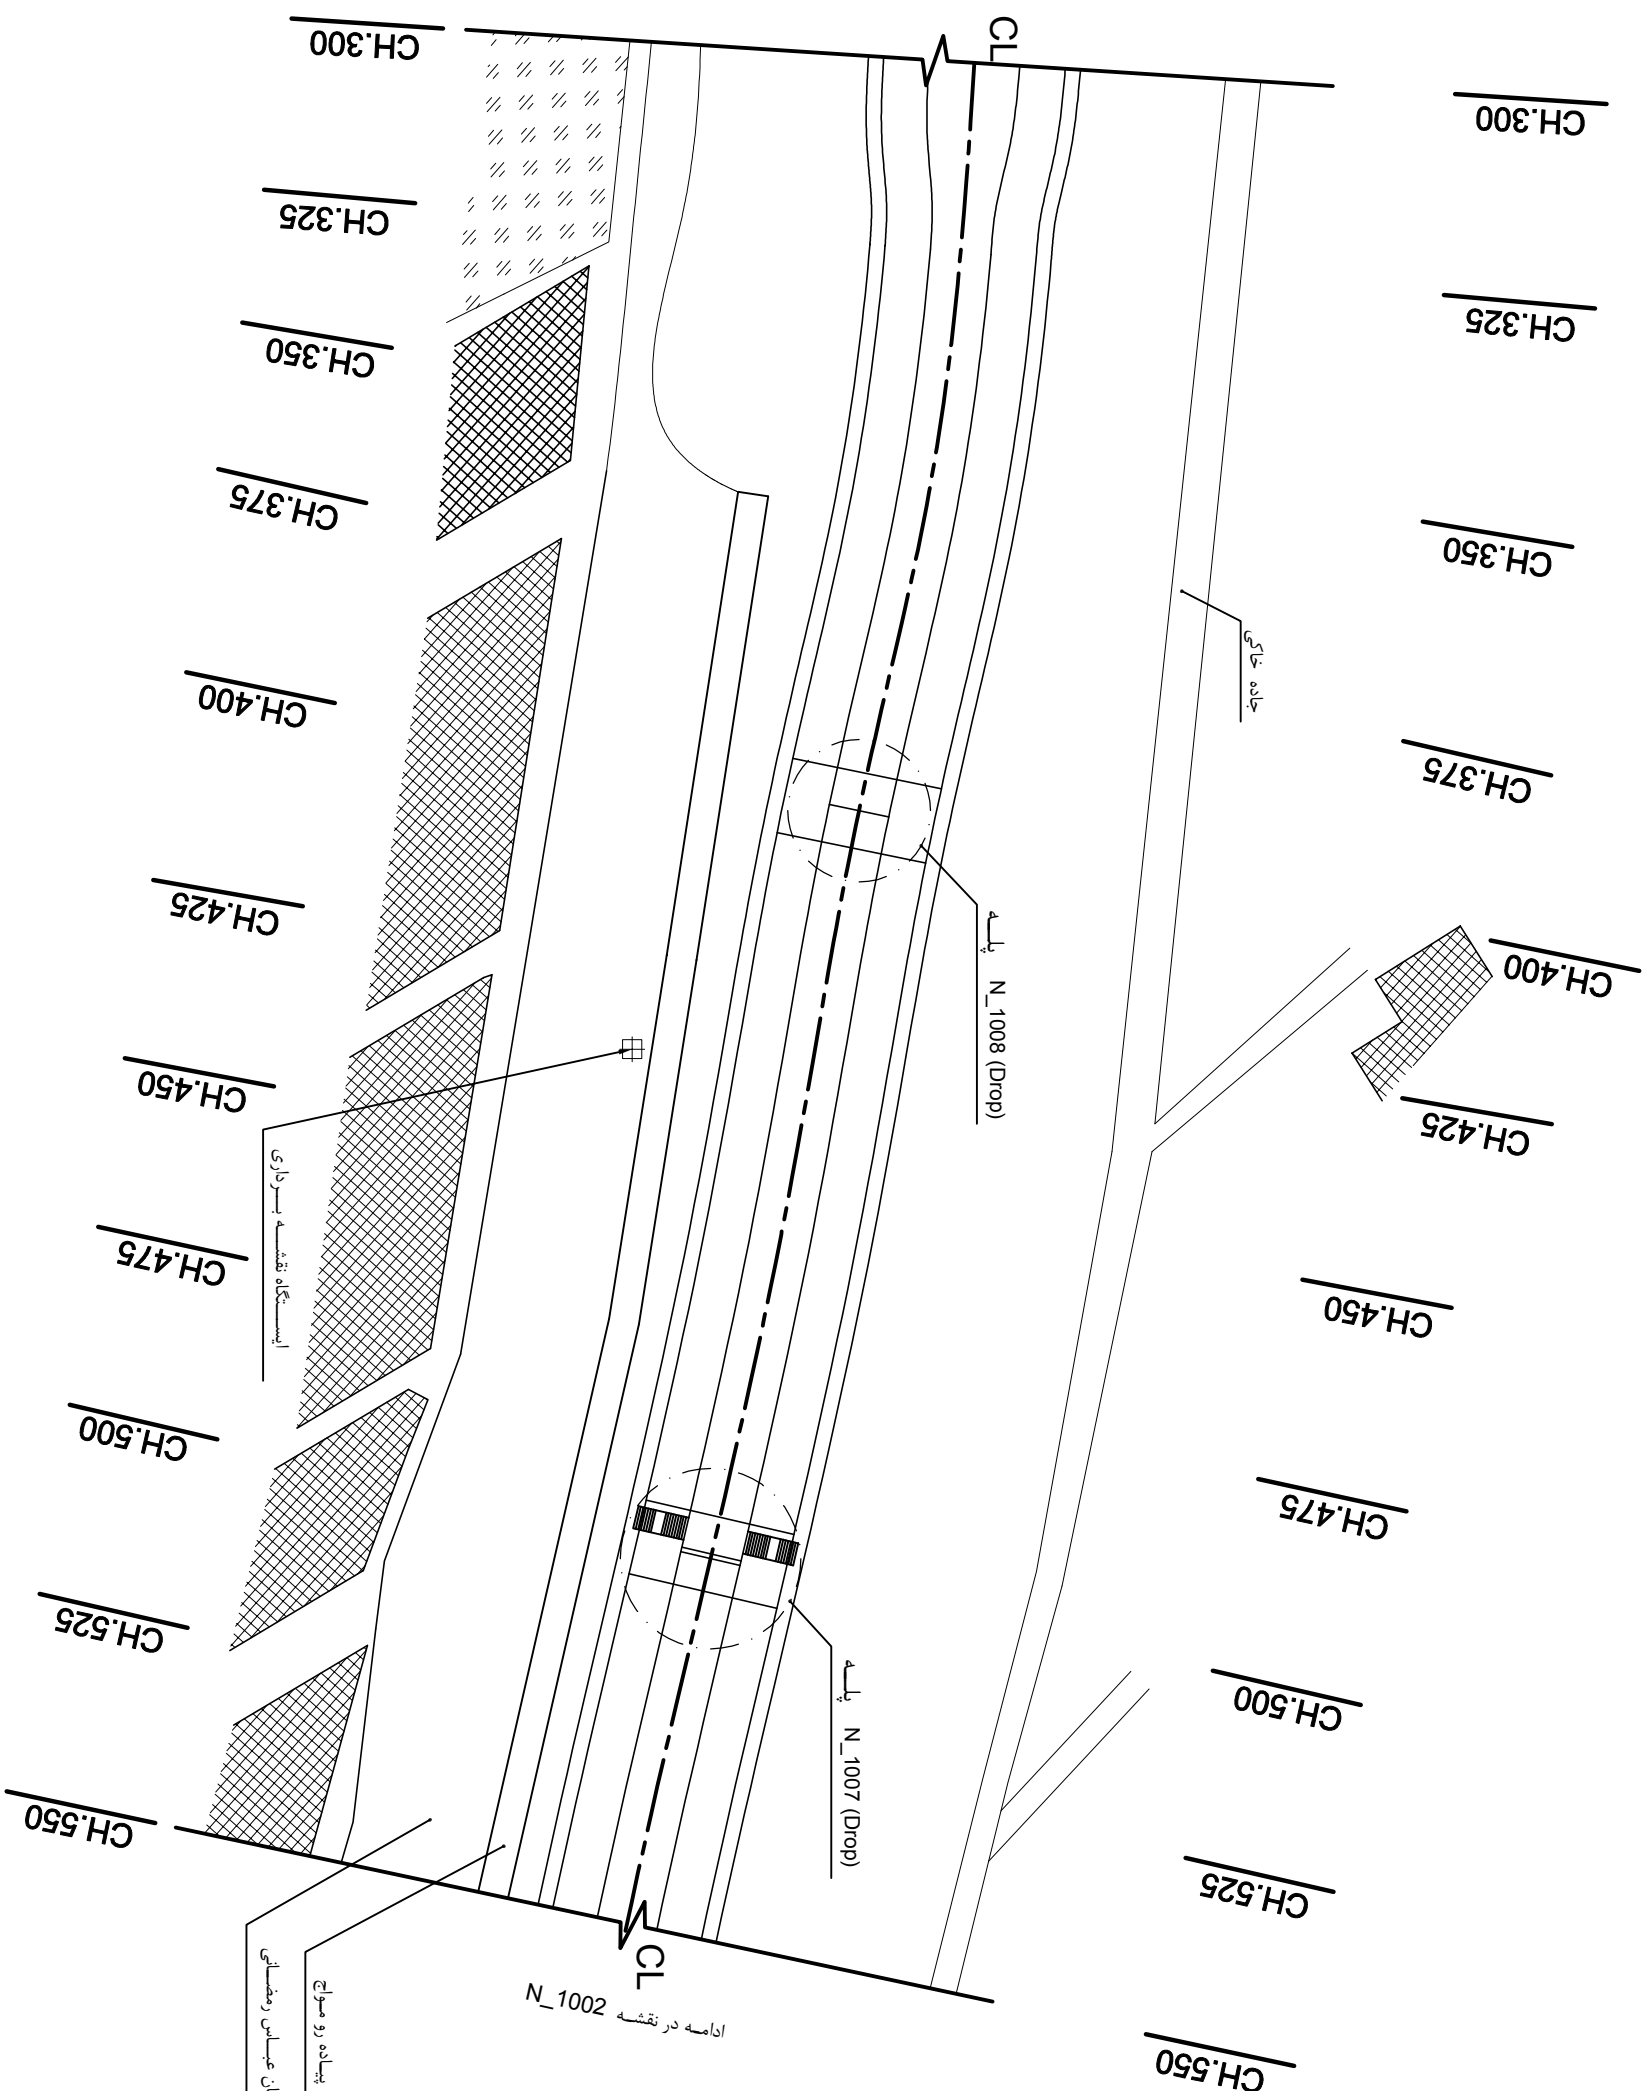 CL
CH.300
CH.300
CH.325
CH.325
CH.350
CH.350
CH.375
CH.375
CH.400
CH.400
CH.425
CH.425
CH.450
CH.450
CH.475
CH.475
CH.500
CH.500
CH.525
CH.525
CH.550
CH.550
جاده خاکی
پله N_1008 (Drop)
ایستگاه نقشه برداری
پله N_1007 (Drop)
CL
ادامه در نقشه N_1002
پیاده رو مواج
عباس رمضانی